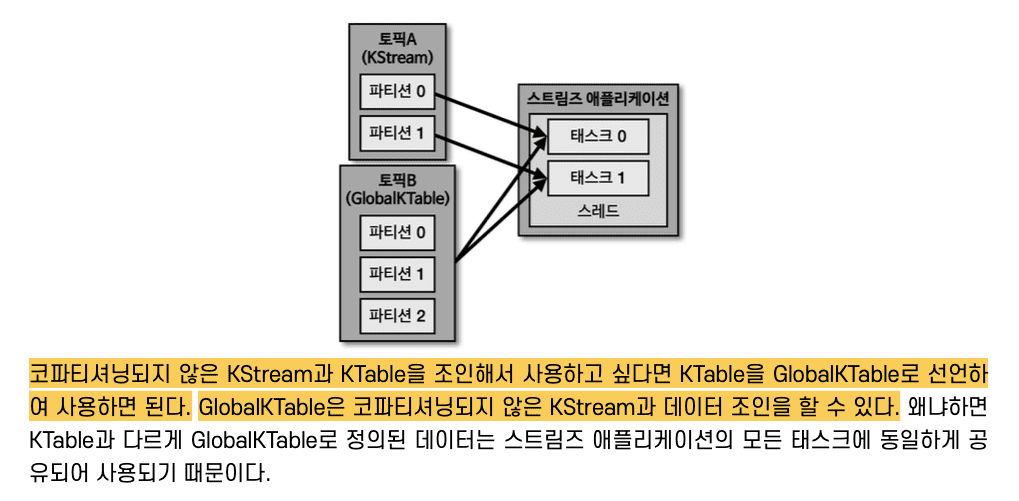 토픽A
(KStream)
파티션 0
파티션 1
토픽B
(GlobalKTable)
파티션 0
파티션 1
파티션 2
스트림즈 애플리케이션
태스크 0
태스크 1
스레드
코파티셔닝되지 않은 KStream과 KTable을 조인해서 사용하고 싶다면 KTable을 GlobalKTable로 선언하
여 사용하면 된다. GlobalKTable은 코파티셔닝되지 않은 KStream과 데이터 조인을 할 수 있다. 왜냐하면
KTable과 다르게 GlobalKTable로 정의된 데이터는 스트림즈 애플리케이션의 모든 태스크에 동일하게 공
유되어 사용되기 때문이다.